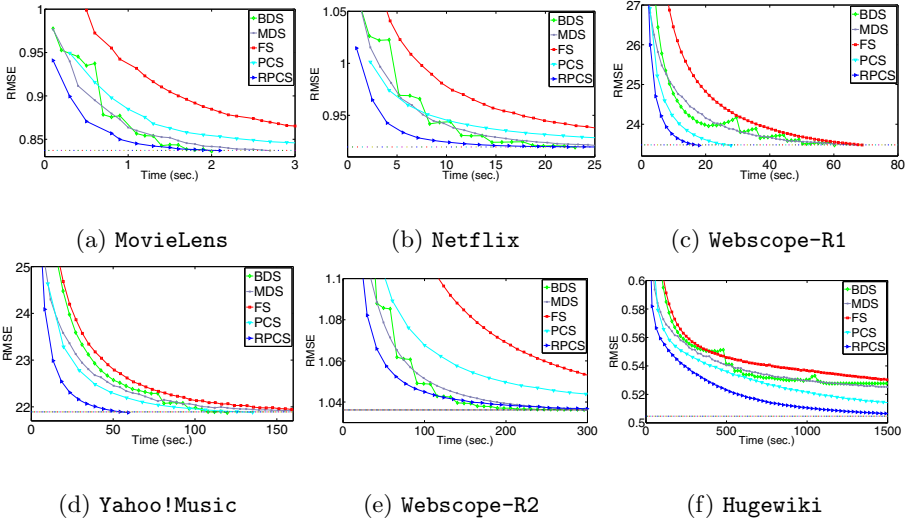 1
0.95
0.9
0.85
0
1
2
3
RMSE
Time (sec.)
BDS
MDS
FS
PCS
RPCS
(a) MovieLens
1.05
1
0.95
0
5
10
15
20
25
RMSE
Time (sec.)
BDS
MDS
FS
PCS
RPCS
(b) Netflix
27
26
25
24
23
0
20
40
60
80
RMSE
Time (sec.)
BDS
MDS
FS
PCS
RPCS
(c) Webscope-R1
25
24
23
22
0
50
100
150
RMSE
Time (sec.)
BDS
MDS
FS
PCS
RPCS
(d) Yahoo!Music
1.1
1.08
1.06
1.04
0
100
200
300
RMSE
Time (sec.)
BDS
MDS
FS
PCS
RPCS
(e) Webscope-R2
0.6
0.58
0.56
0.54
0.52
0.5
0
500
1000
1500
RMSE
Time (sec.)
BDS
MDS
FS
PCS
RPCS
(f) Hugewiki